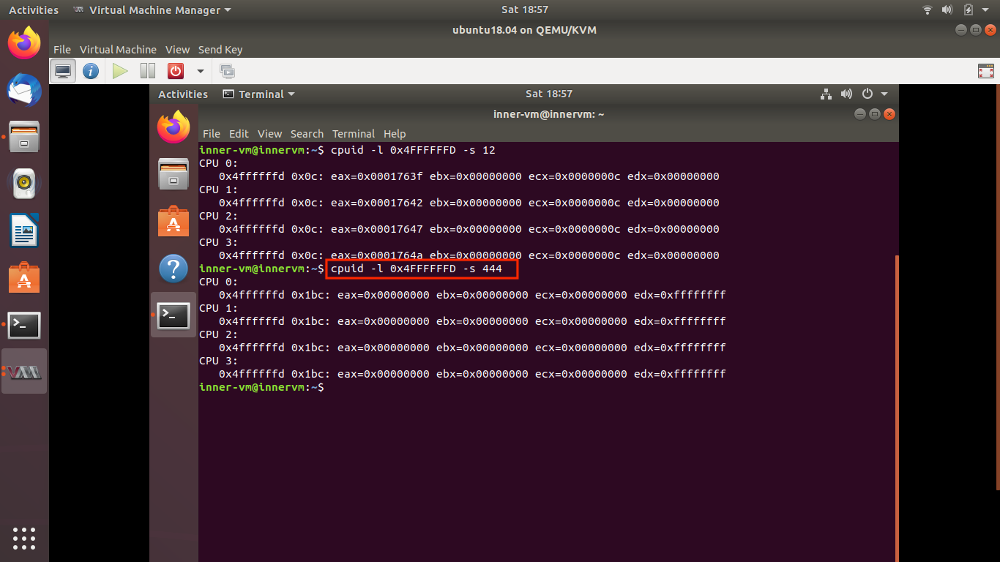 Activities Virtual Machine Manager Sat 18:57
ubuntu18.04 on QEMU/KVM
File Virtual Machine View Send Key
Activities Terminal Sat 18:57
inner-vm@innervm: ~
File Edit View Search Terminal Help
inner-vm@innervm:~$ cpuid -l 0x4FFFFFFD -s 12
CPU 0:
   0x4ffffffd 0x0c: eax=0x0001763f ebx=0x00000000 ecx=0x0000000c edx=0x00000000
CPU 1:
   0x4ffffffd 0x0c: eax=0x00017642 ebx=0x00000000 ecx=0x0000000c edx=0x00000000
CPU 2:
   0x4ffffffd 0x0c: eax=0x00017647 ebx=0x00000000 ecx=0x0000000c edx=0x00000000
CPU 3:
   0x4ffffffd 0x0c: eax=0x0001764a ebx=0x00000000 ecx=0x0000000c edx=0x00000000
inner-vm@innervm:~$ cpuid -l 0x4FFFFFFD -s 444
CPU 0:
   0x4ffffffd 0x1bc: eax=0x00000000 ebx=0x00000000 ecx=0x00000000 edx=0xffffffff
CPU 1:
   0x4ffffffd 0x1bc: eax=0x00000000 ebx=0x00000000 ecx=0x00000000 edx=0xffffffff
CPU 2:
   0x4ffffffd 0x1bc: eax=0x00000000 ebx=0x00000000 ecx=0x00000000 edx=0xffffffff
CPU 3:
   0x4ffffffd 0x1bc: eax=0x00000000 ebx=0x00000000 ecx=0x00000000 edx=0xffffffff
inner-vm@innervm:~$